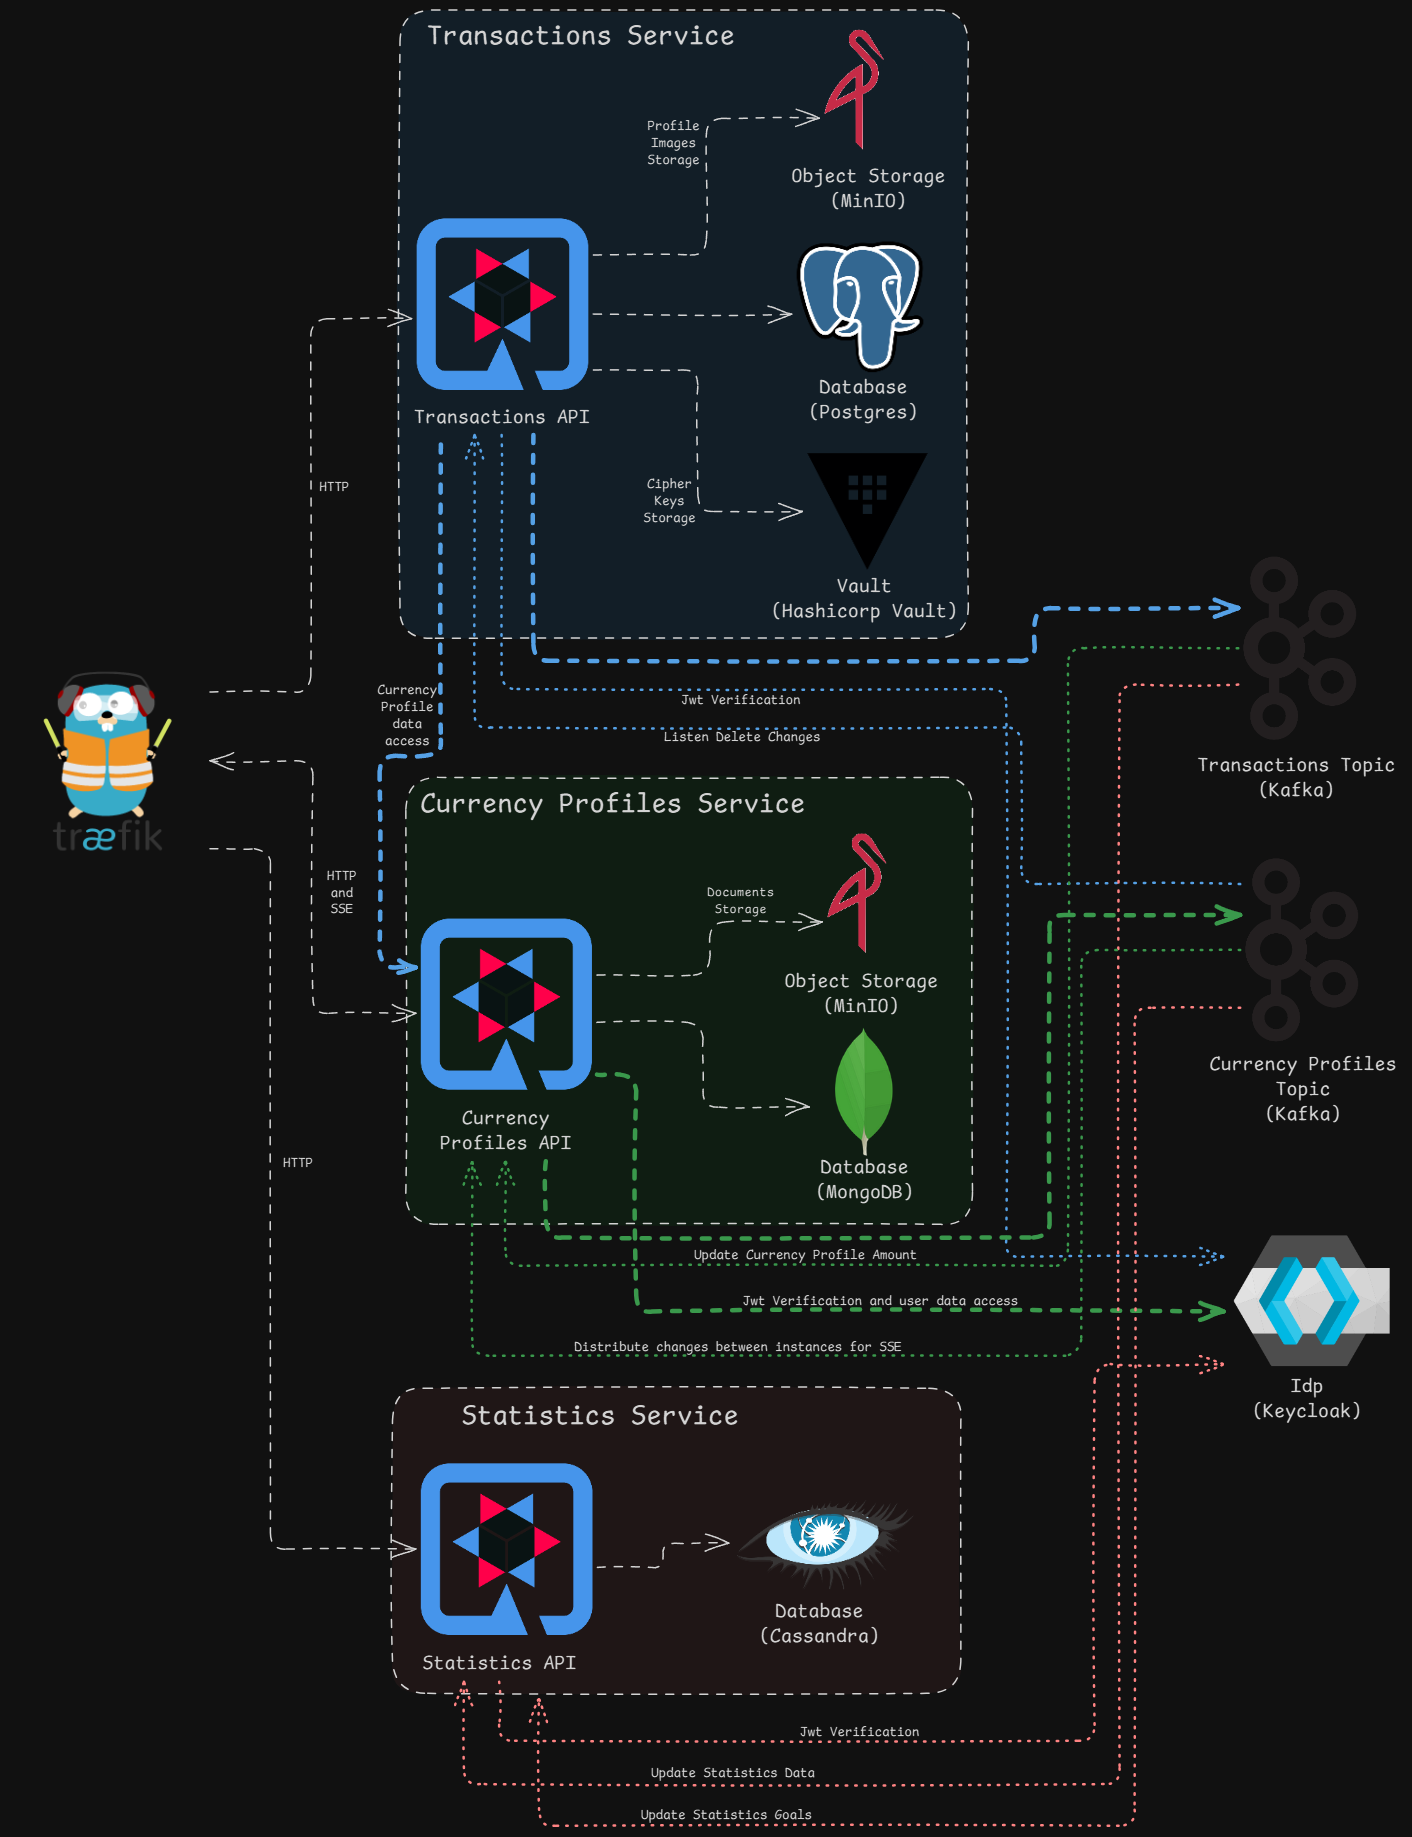 Transactions Service
Profile
Images
Storage
Object Storage
(MinIO)
Transactions API
Database
(Postgres)
HTTP
Cipher
Keys
Storage
Vault
(Hashicorp Vault)
Currency
Profile
data
access
Jwt Verification
Listen Delete Changes
Transactions Topic
(Kafka)
træfik
Currency Profiles Service
HTTP
and
SSE
Documents
Storage
Object Storage
(MinIO)
Currency
Profiles API
Database
(MongoDB)
Currency Profiles
Topic
(Kafka)
HTTP
Update Currency Profile Amount
Jwt Verification and user data access
Distribute changes between instances for SSE
Idp
(Keycloak)
Statistics Service
Database
(Cassandra)
Statistics API
Jwt Verification
Update Statistics Data
Update Statistics Goals